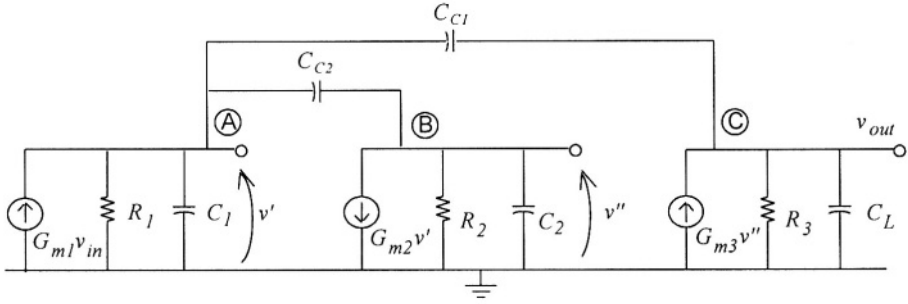 C_C1
C_C2
A
B
C
v_out
G_m1 v_in
R_1
C_1
v'
G_m2 v'
R_2
C_2
v''
G_m3 v''
R_3
C_L